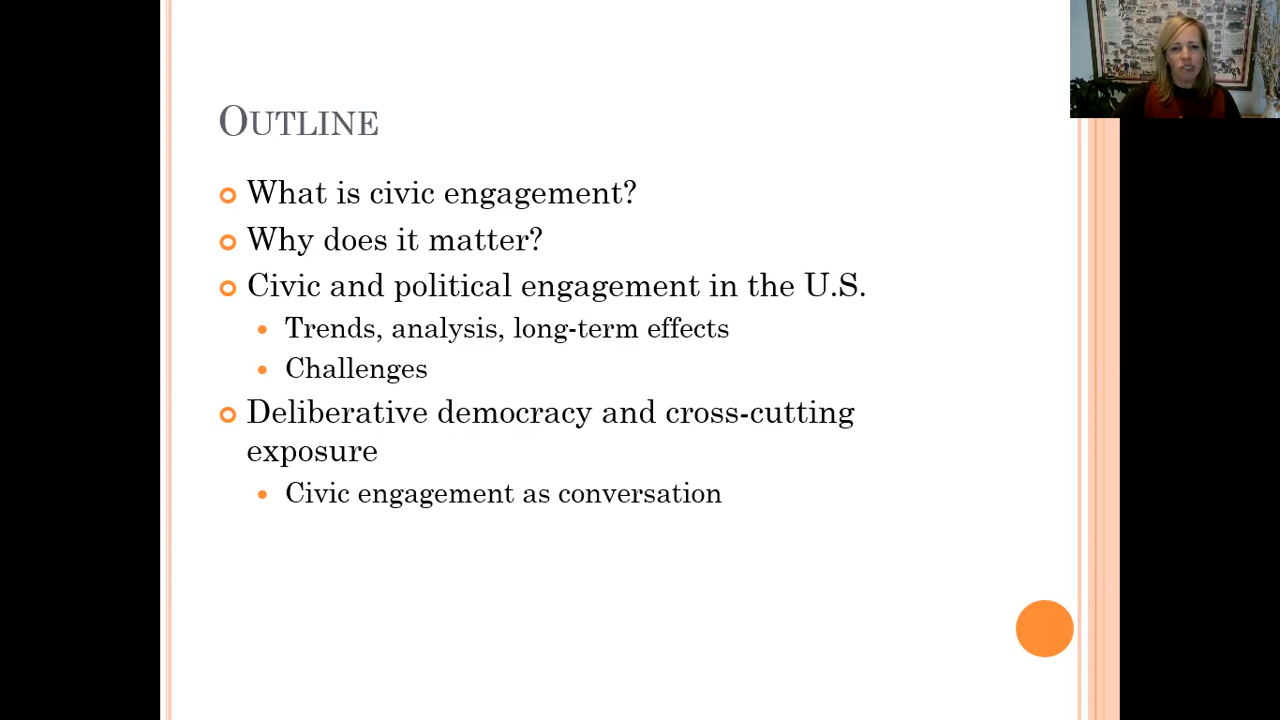 OUTLINE
What is civic engagement?
Why does it matter?
Civic and political engagement in the U.S.
Trends, analysis, long-term effects
Challenges
Deliberative democracy and cross-cutting
exposure
Civic engagement as conversation